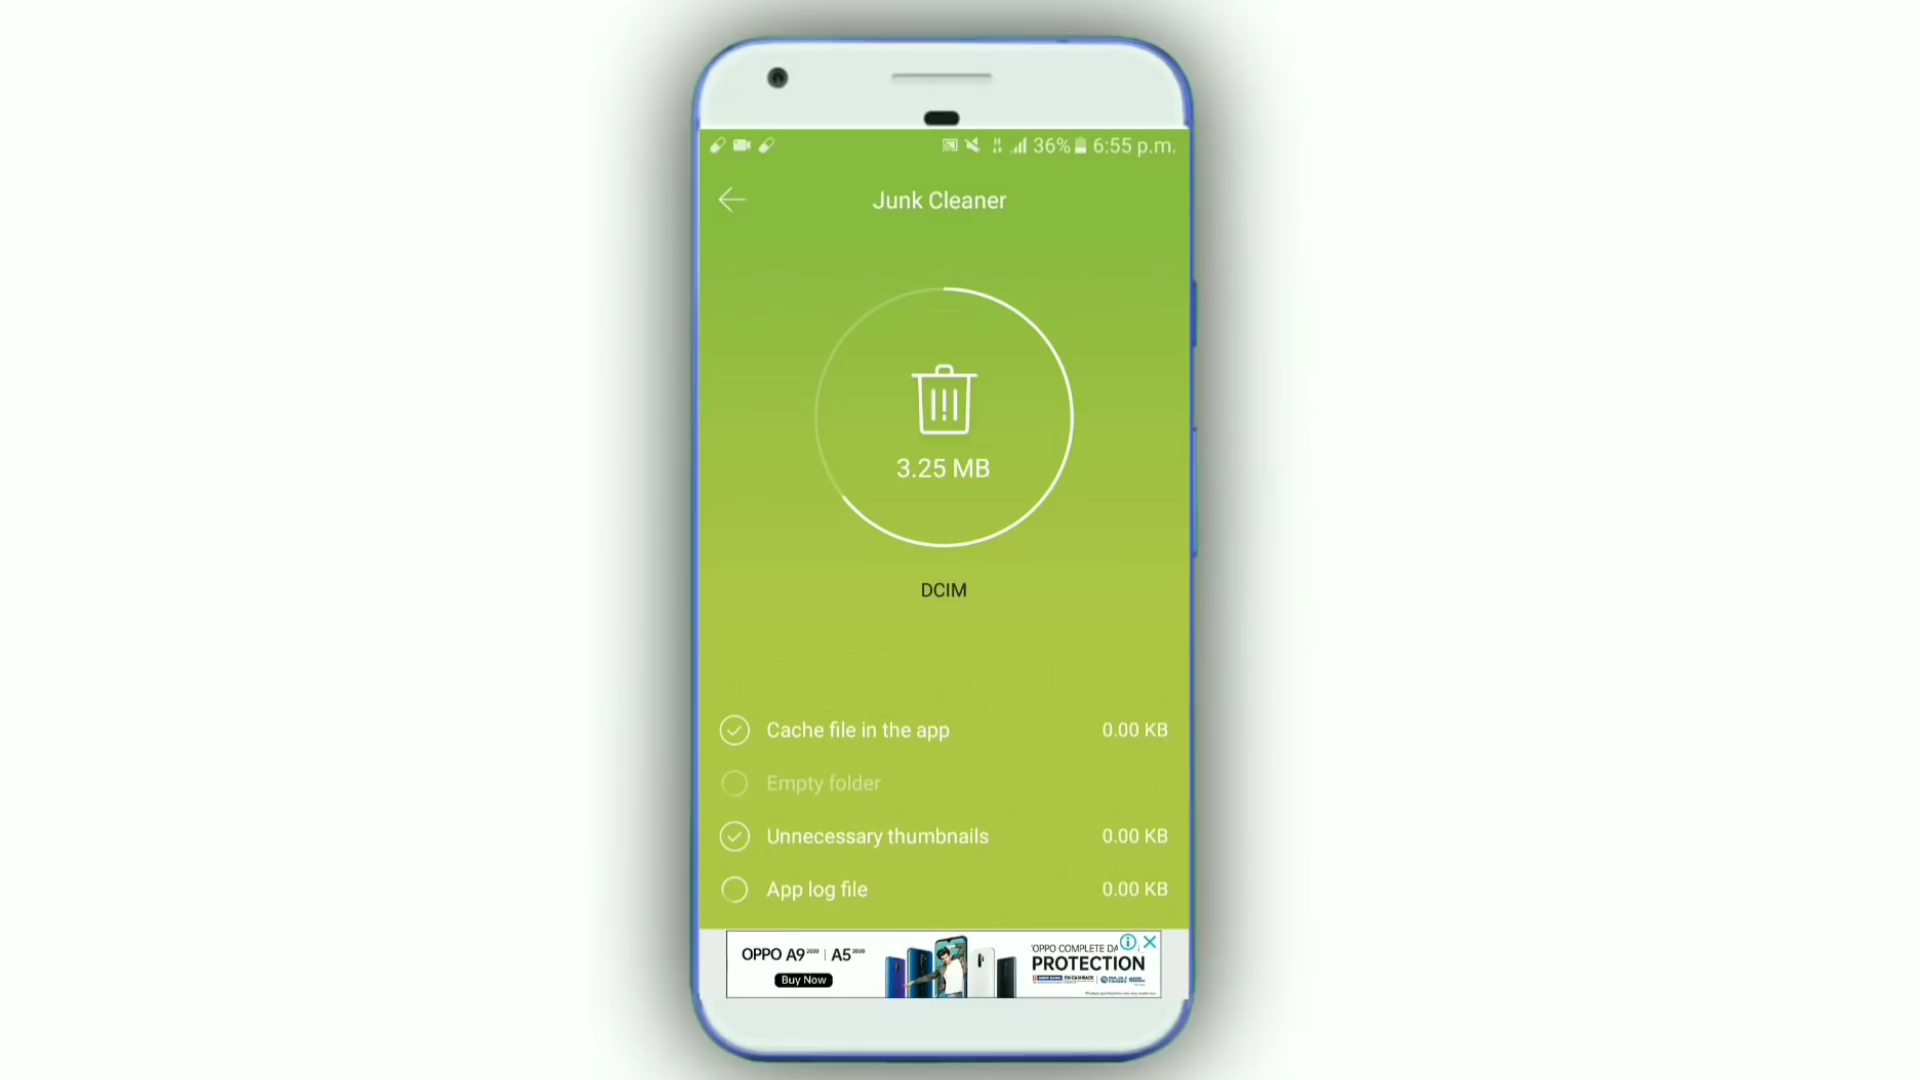 36% 6:55 p.m.
Junk Cleaner
3.25 MB
DCIM
Cache file in the app 0.00 KB
Empty folder
Unnecessary thumbnails 0.00 KB
App log file 0.00 KB
OPPO A9 2020 | A5 2020
Buy Now
OPPO COMPLETE
PROTECTION